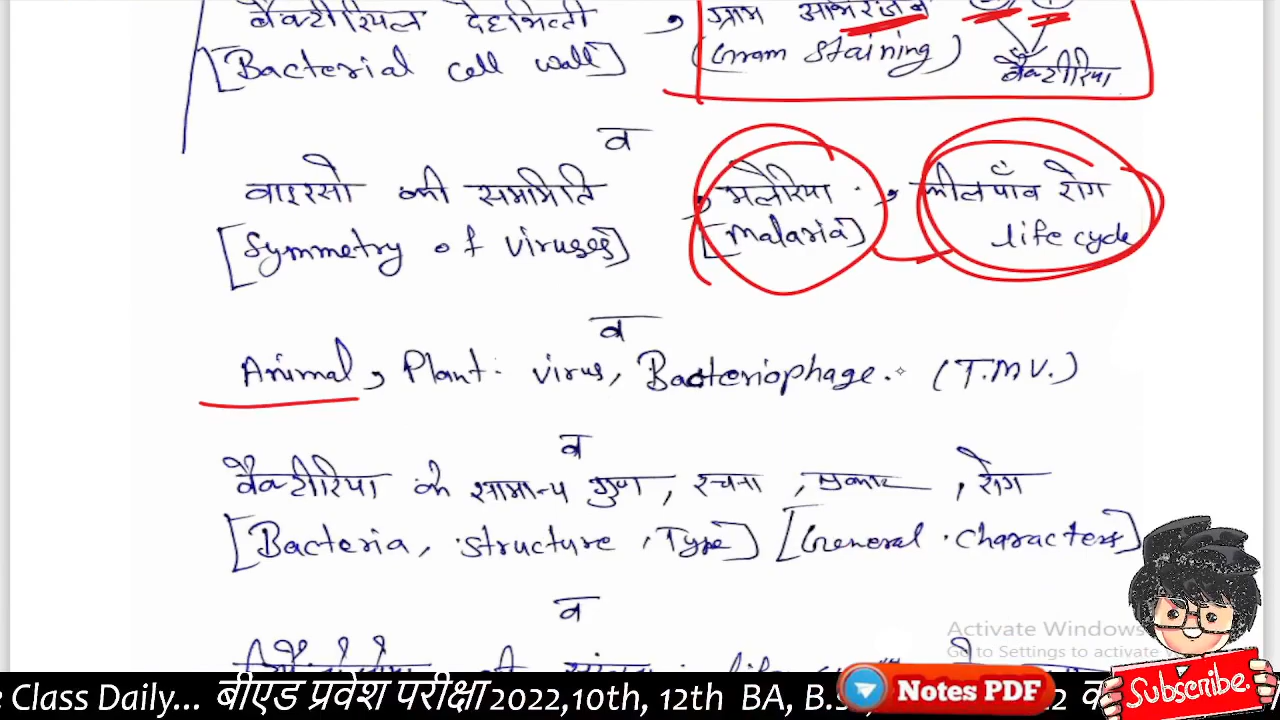 बैक्टीरियल देहभित्ती , ग्राम अभिरंजन
[Bacterial cell wall] (Gram staining) बैक्टीरिया
व
वाइरसो की सममिति , मलेरिया , फीलपाँव रोग
[Symmetry of viruses] [Malaria] life cycle
व
Animal, Plant virus, Bacteriophage. (T.M.V.)
व
बैक्टीरिया के सामान्य गुण, रचना, प्रकार, रोग
[Bacteria, structure, Type] [General characters]
व
Activate Windows
Go to Settings to activate
e Class Daily... बीएड प्रवेश परीक्षा 2022,10th, 12th BA, B.
Notes PDF
Subscribe.